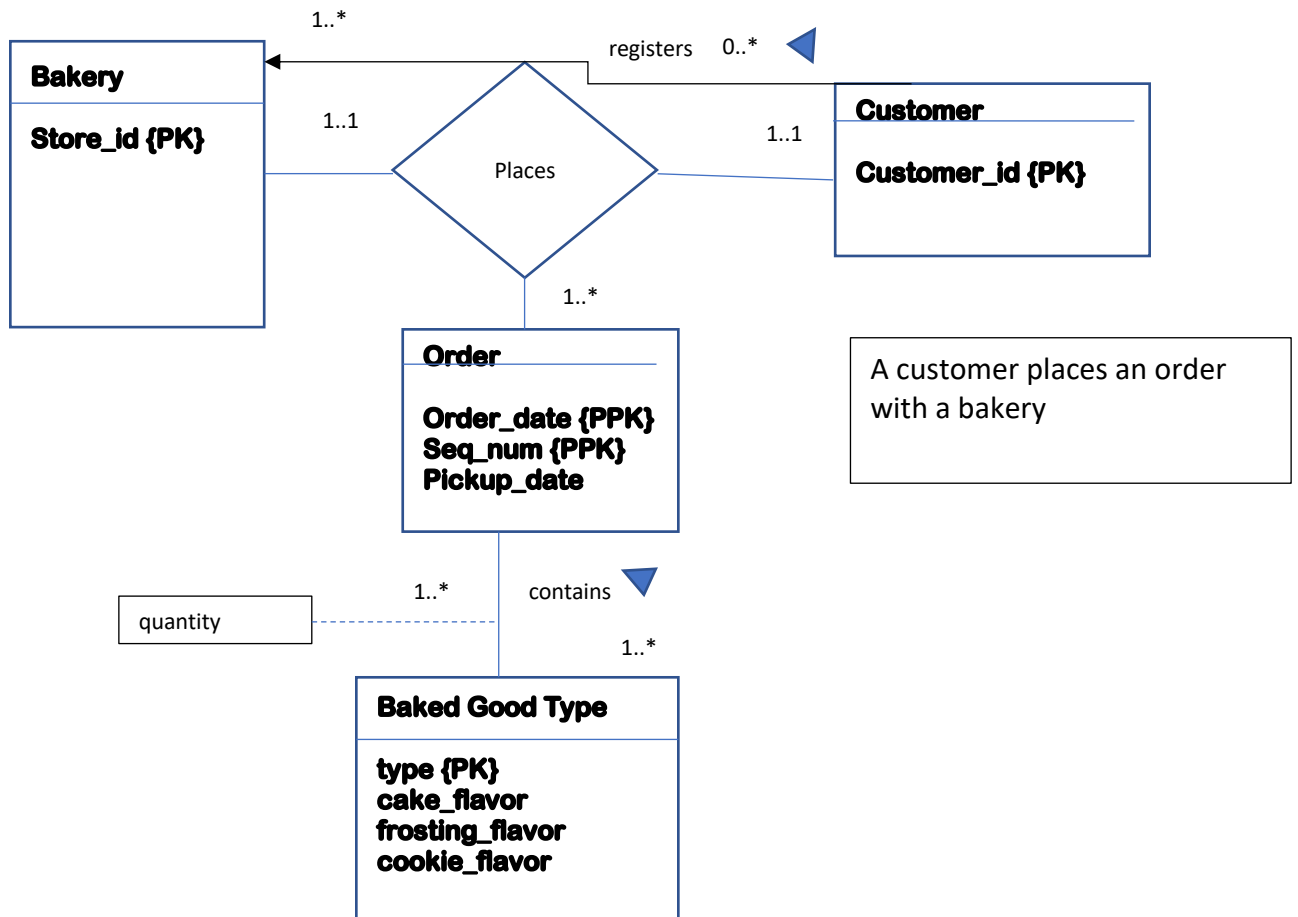 1..*
registers 0..*
Bakery
Store_id {PK}
1..1
Places
1..1
Customer
Customer_id {PK}
1..*
Order
Order_date {PPK}
Seq_num {PPK}
Pickup_date
A customer places an order
with a bakery
1..*
contains
quantity
1..*
Baked Good Type
type {PK}
cake_flavor
frosting_flavor
cookie_flavor